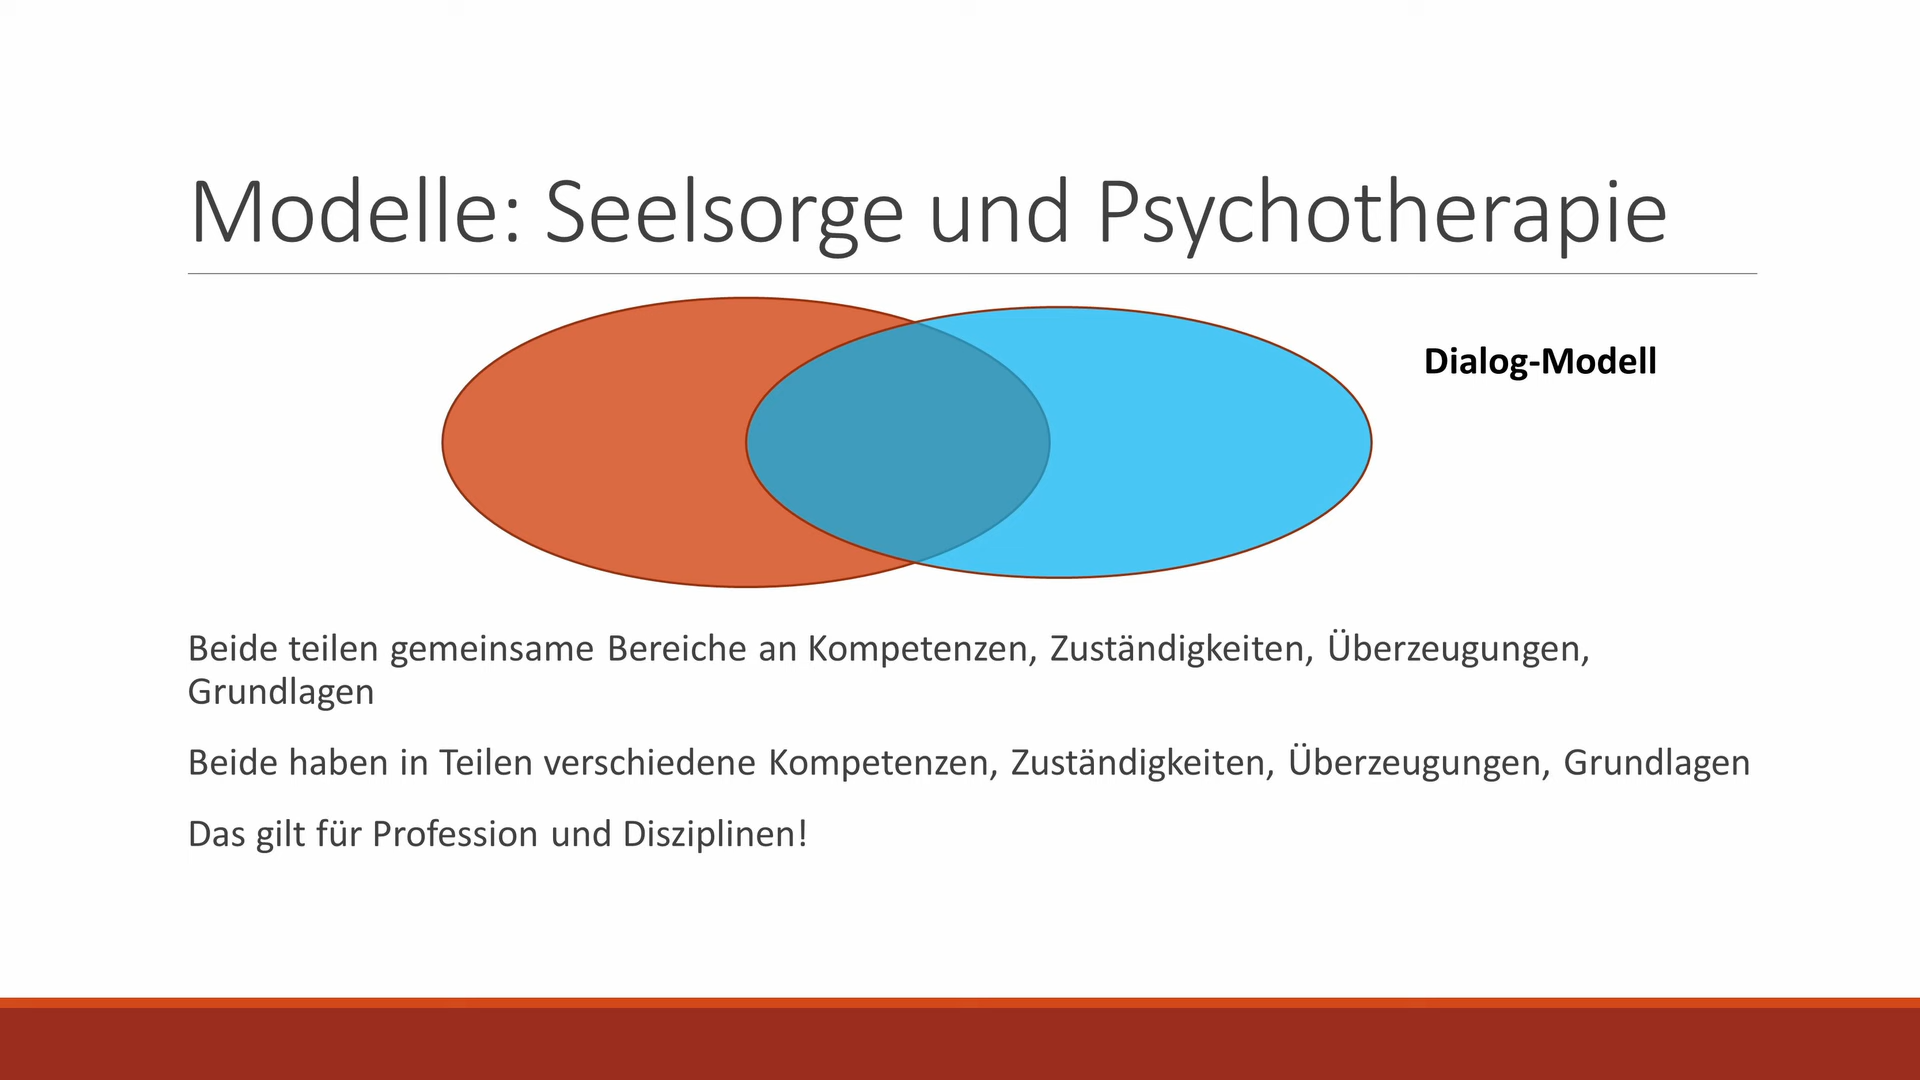 Modelle: Seelsorge und Psychotherapie
Dialog-Modell
Beide teilen gemeinsame Bereiche an Kompetenzen, Zuständigkeiten, Überzeugungen,
Grundlagen
Beide haben in Teilen verschiedene Kompetenzen, Zuständigkeiten, Überzeugungen, Grundlagen
Das gilt für Profession und Disziplinen!